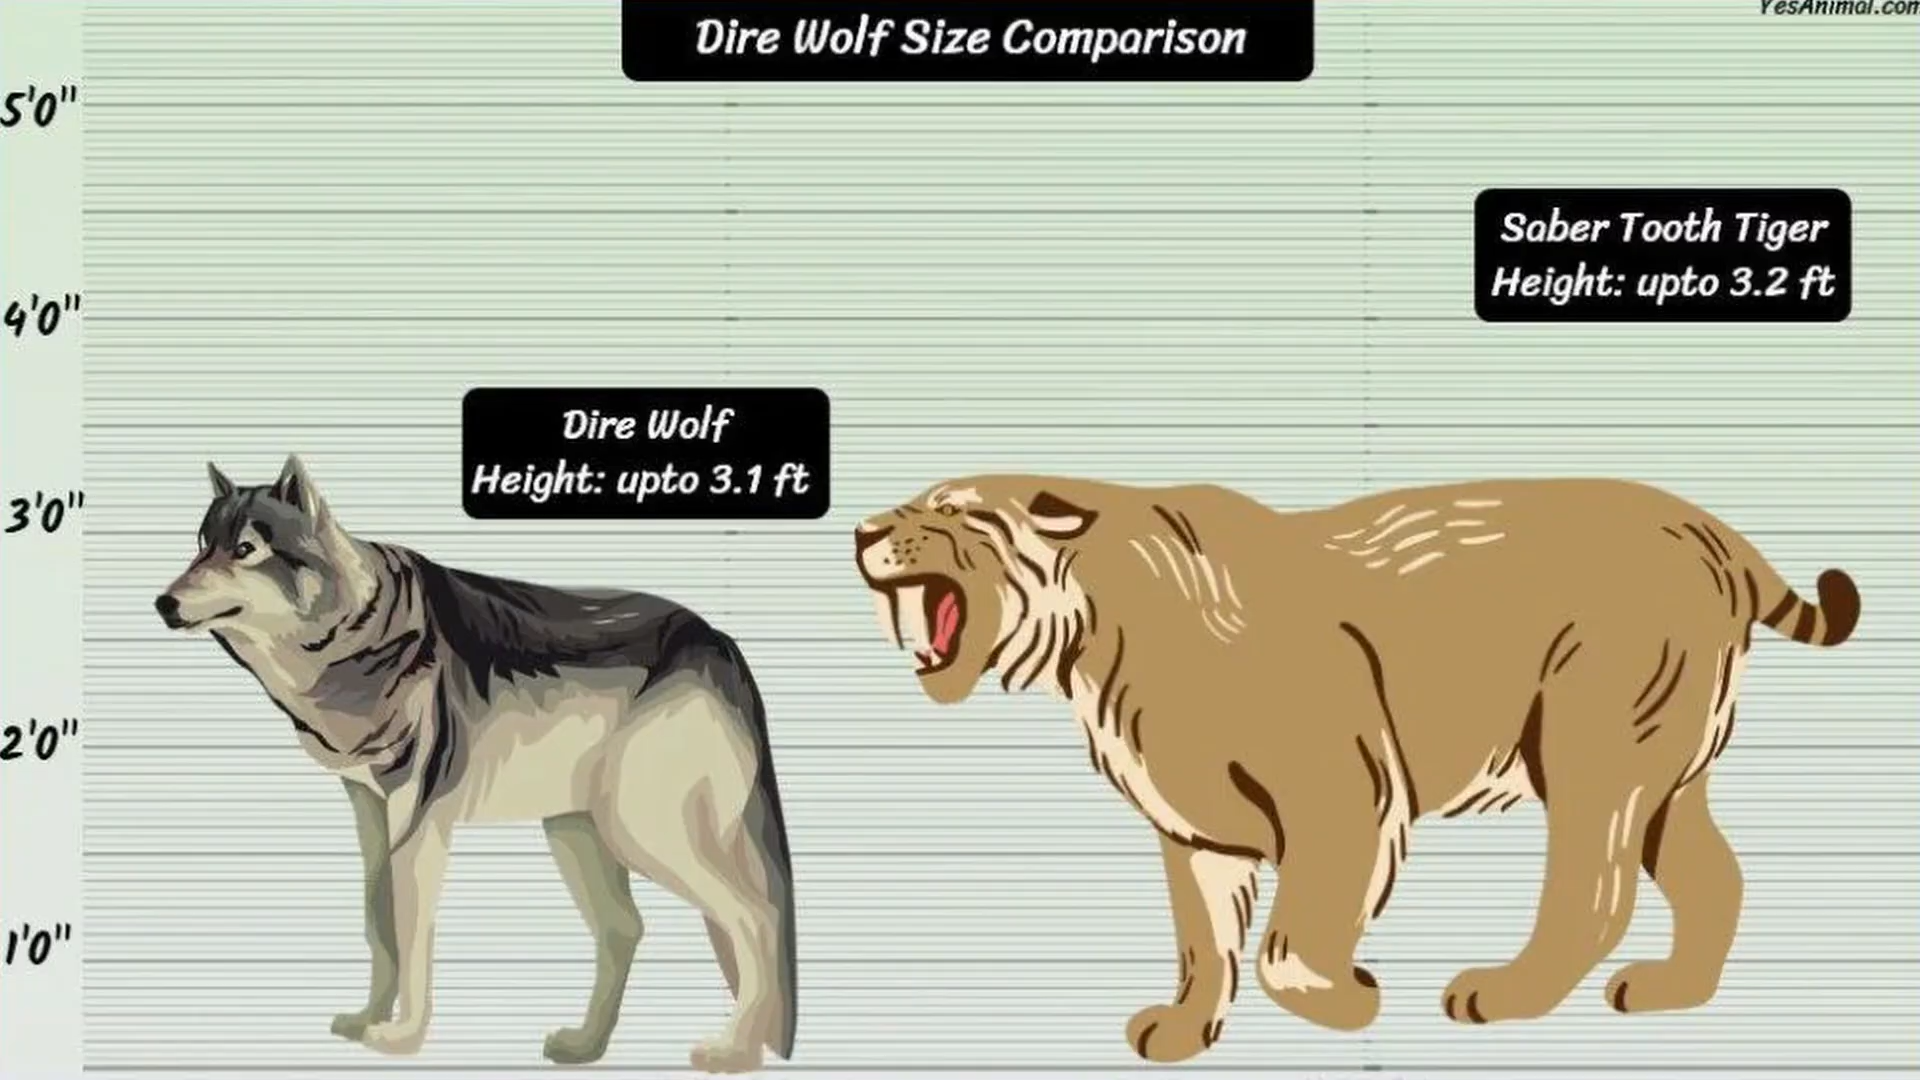 YesAnimal.com
Dire Wolf Size Comparison
5'0"
Saber Tooth Tiger
Height: upto 3.2 ft
4'0"
Dire Wolf
Height: upto 3.1 ft
3'0"
2'0"
1'0"